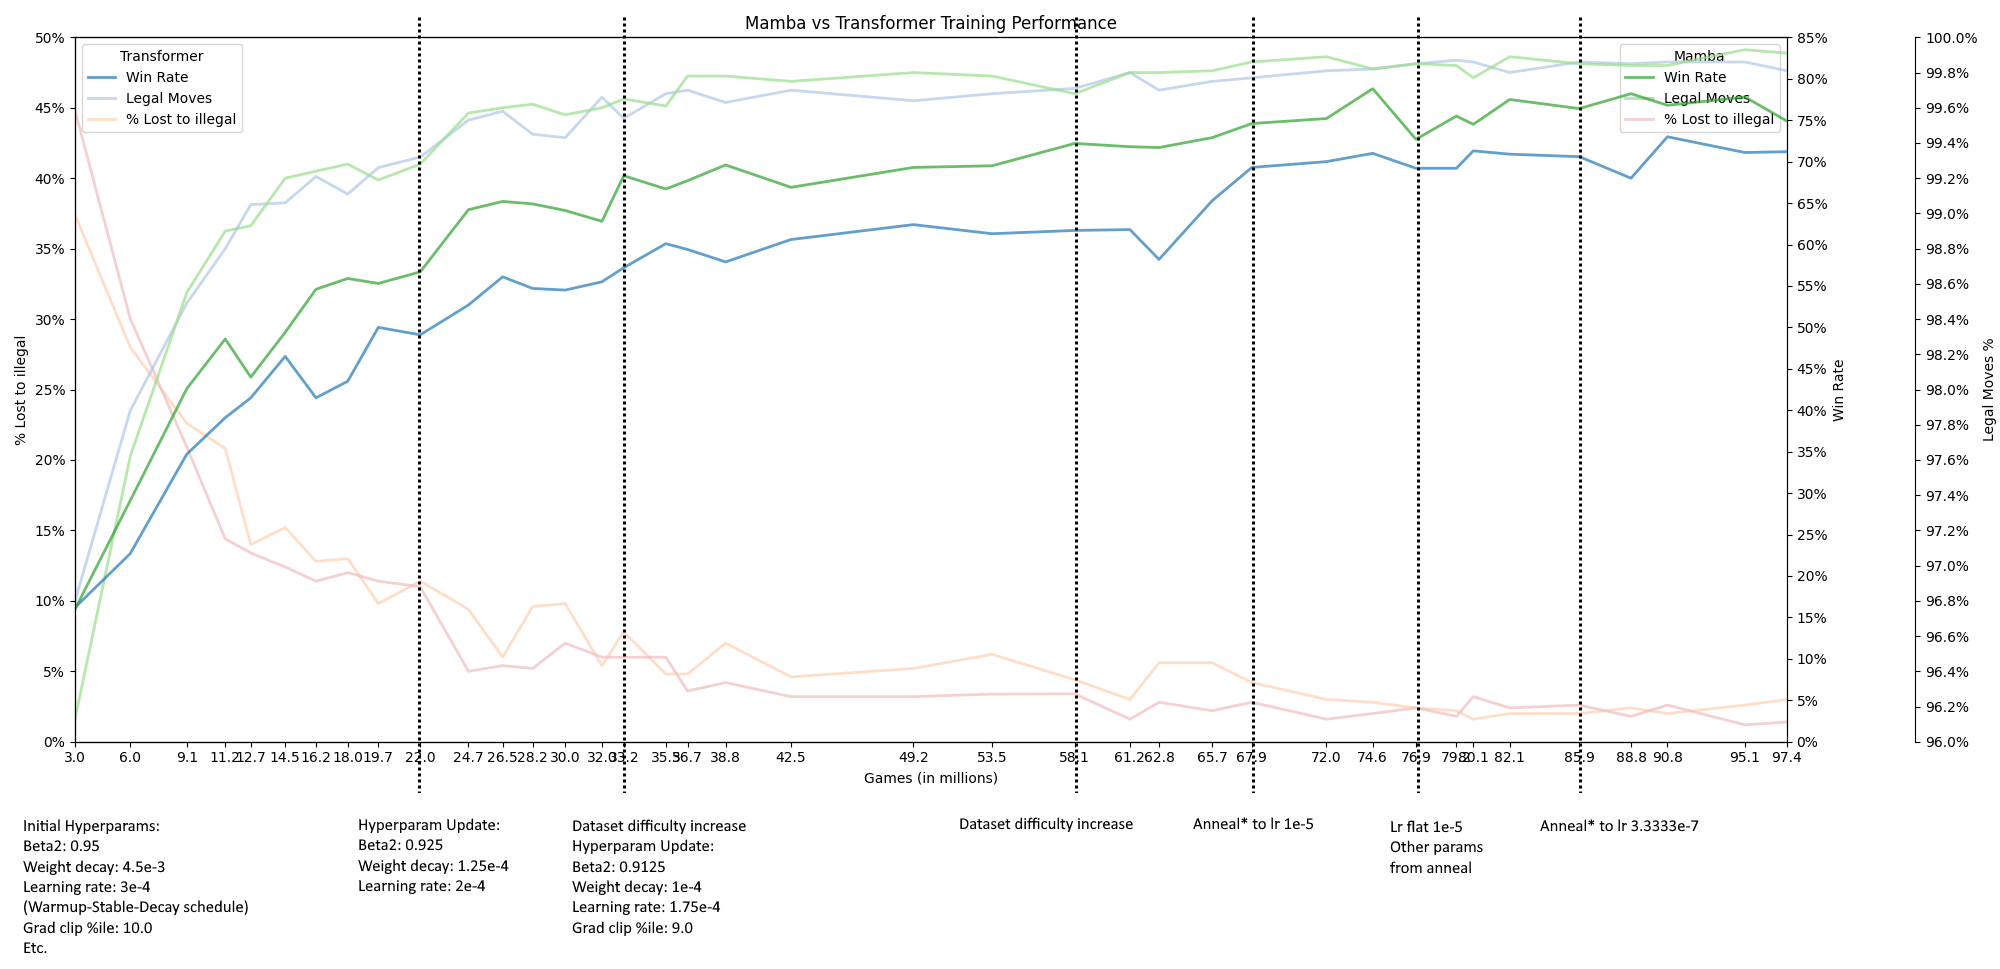 Mamba vs Transformer Training Performance
50%
45%
40%
35%
30%
25%
20%
15%
10%
5%
0%
% Lost to illegal
Transformer
Win Rate
Legal Moves
% Lost to illegal
Mamba
Win Rate
Legal Moves
% Lost to illegal
85%
80%
75%
70%
65%
60%
55%
50%
45%
40%
35%
30%
25%
20%
15%
10%
5%
0%
Win Rate
100.0%
99.8%
99.6%
99.4%
99.2%
99.0%
98.8%
98.6%
98.4%
98.2%
98.0%
97.8%
97.6%
97.4%
97.2%
97.0%
96.8%
96.6%
96.4%
96.2%
96.0%
Legal Moves %
3.0 6.0 9.1 11.2 12.7 14.5 16.2 18.0 19.7 22.0 24.7 26.5 28.2 30.0 32.0 33.2 35.5 36.7 38.8 42.5 49.2 53.5 58.1 61.2 62.8 65.7 67.9 72.0 74.6 76.9 79.2 80.1 82.1 85.9 88.8 90.8 95.1 97.4
Games (in millions)
Initial Hyperparams:
Beta2: 0.95
Weight decay: 4.5e-3
Learning rate: 3e-4
(Warmup-Stable-Decay schedule)
Grad clip %ile: 10.0
Etc.
Hyperparam Update:
Beta2: 0.925
Weight decay: 1.25e-4
Learning rate: 2e-4
Dataset difficulty increase
Hyperparam Update:
Beta2: 0.9125
Weight decay: 1e-4
Learning rate: 1.75e-4
Grad clip %ile: 9.0
Dataset difficulty increase
Anneal* to lr 1e-5
Lr flat 1e-5
Other params
from anneal
Anneal* to lr 3.3333e-7